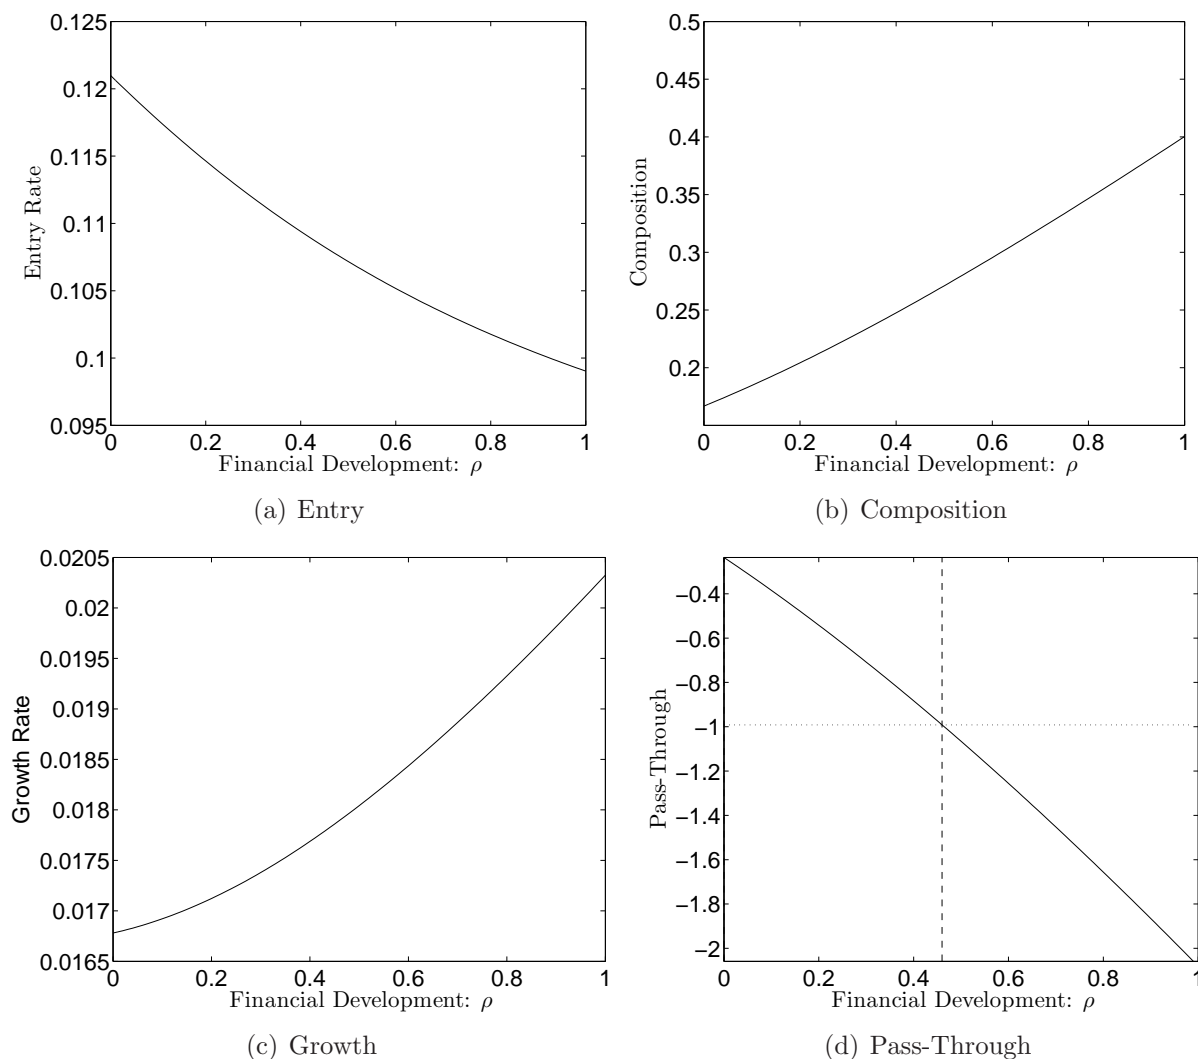 0.125
0.12
0.115
0.11
0.105
0.1
0.095
Entry Rate
0 0.2 0.4 0.6 0.8 1
Financial Development: ρ
(a) Entry
0.5
0.45
0.4
0.35
0.3
0.25
0.2
Composition
0 0.2 0.4 0.6 0.8 1
Financial Development: ρ
(b) Composition
0.0205
0.02
0.0195
0.019
0.0185
0.018
0.0175
0.017
0.0165
Growth Rate
0 0.2 0.4 0.6 0.8 1
Financial Development: ρ
(c) Growth
−0.4
−0.6
−0.8
−1
−1.2
−1.4
−1.6
−1.8
−2
Pass-Through
0 0.2 0.4 0.6 0.8 1
Financial Development: ρ
(d) Pass-Through